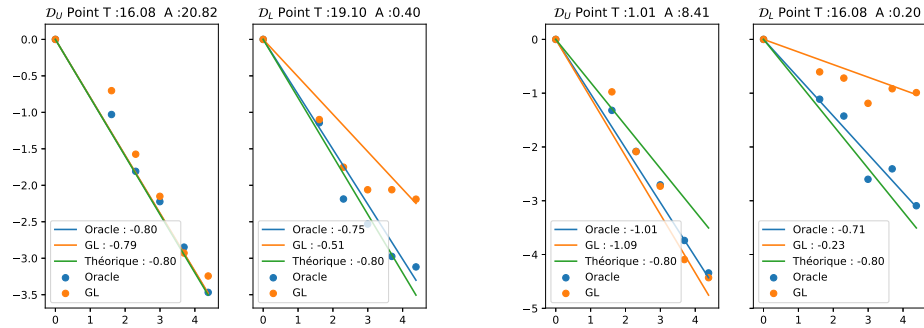 𝒟U Point T :16.08 A :20.82
0.0
−0.5
−1.0
−1.5
−2.0
−2.5
−3.0
−3.5
0 1 2 3 4
Oracle : -0.80
GL : -0.79
Théorique : -0.80
Oracle
GL
𝒟L Point T :19.10 A :0.40
0 1 2 3 4
Oracle : -0.75
GL : -0.51
Théorique : -0.80
Oracle
GL
𝒟U Point T :1.01 A :8.41
0
−1
−2
−3
−4
−5
0 1 2 3 4
Oracle : -1.01
GL : -1.09
Théorique : -0.80
Oracle
GL
𝒟L Point T :16.08 A :0.20
0 1 2 3 4
Oracle : -0.71
GL : -0.23
Théorique : -0.80
Oracle
GL